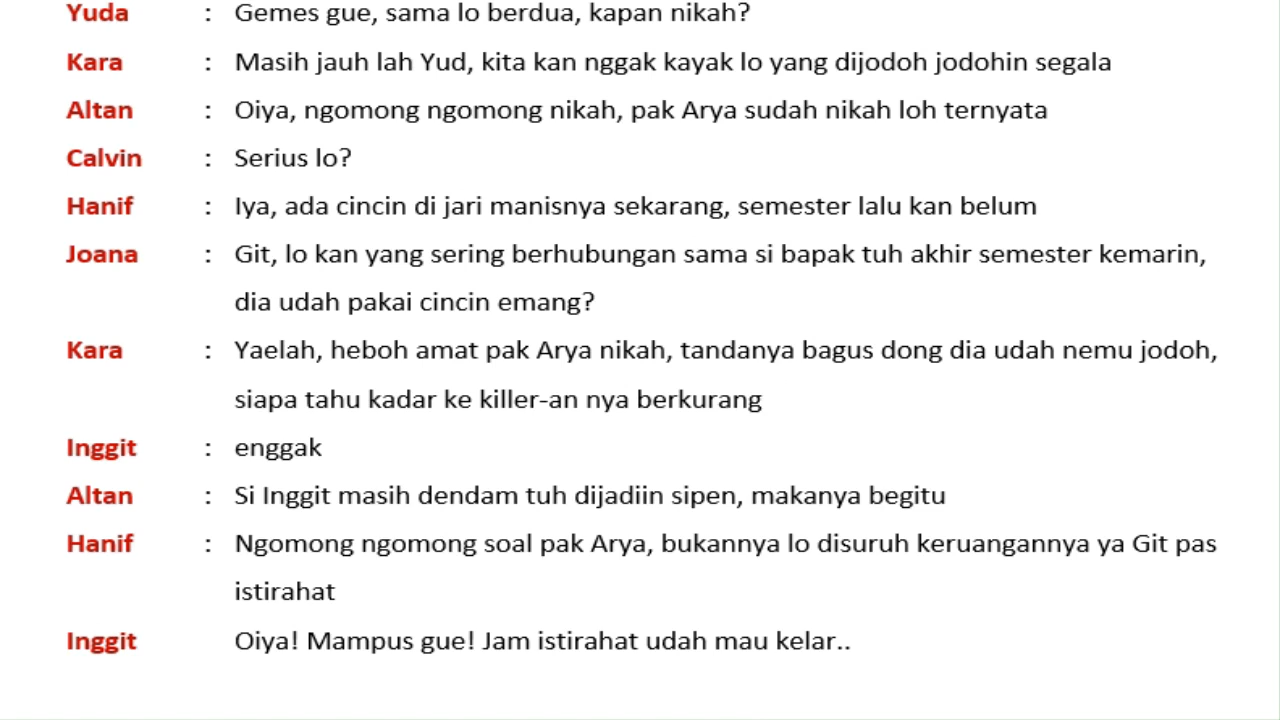 Yuda : Gemes gue, sama lo berdua, kapan nikah?
Kara : Masih jauh lah Yud, kita kan nggak kayak lo yang dijodoh jodohin segala
Altan : Oiya, ngomong ngomong nikah, pak Arya sudah nikah loh ternyata
Calvin : Serius lo?
Hanif : Iya, ada cincin di jari manisnya sekarang, semester lalu kan belum
Joana : Git, lo kan yang sering berhubungan sama si bapak tuh akhir semester kemarin,
dia udah pakai cincin emang?
Kara : Yaelah, heboh amat pak Arya nikah, tandanya bagus dong dia udah nemu jodoh,
siapa tahu kadar ke killer-an nya berkurang
Inggit : enggak
Altan : Si Inggit masih dendam tuh dijadiin sipen, makanya begitu
Hanif : Ngomong ngomong soal pak Arya, bukannya lo disuruh keruangannya ya Git pas
istirahat
Inggit Oiya! Mampus gue! Jam istirahat udah mau kelar..